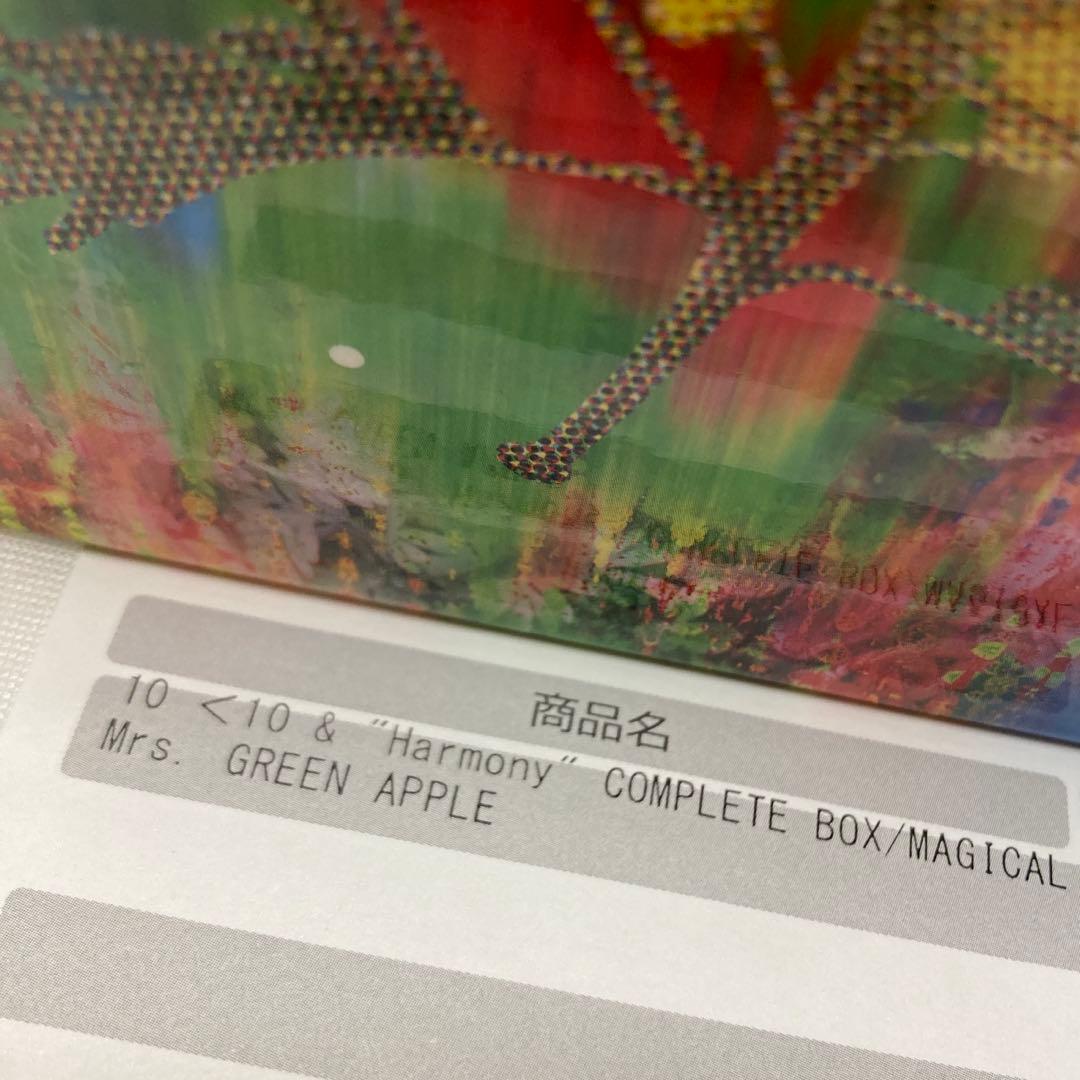 商品名
10 <10 & "Harmony" COMPLETE BOX/MAGICAL
Mrs. GREEN APPLE